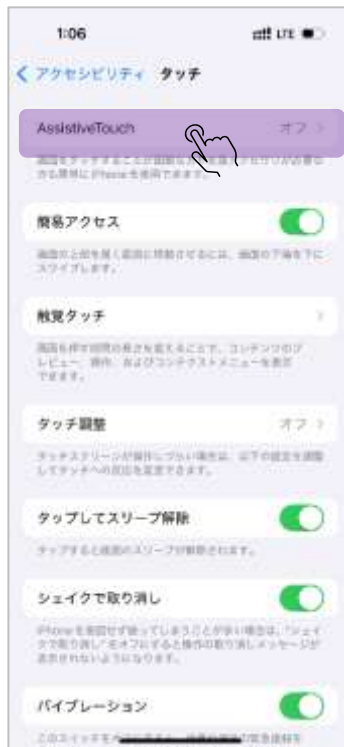 1:06 LTE
アクセシビリティ タッチ
AssistiveTouch オフ
簡易アクセス
画面の上部を届く範囲に移動させるには、画面の下端を下に
スワイプします。
触覚タッチ
画面を押す時間の長さを変えることで、コンテンツのプ
レビュー、操作、およびコンテクストメニューを表示
できます。
タッチ調整 オフ
タッチスクリーンが操作しづらい場合は、以下の設定を調整
してタッチへの反応を変更できます。
タップしてスリープ解除
タップすると画面のスリープが解除されます。
シェイクで取り消し
iPhoneを意図せず振ってしまうことが多い場合は、"シェイ
クで取り消し"をオフにすると操作の取り消しメッセージが
表示されないようになります。
バイブレーション